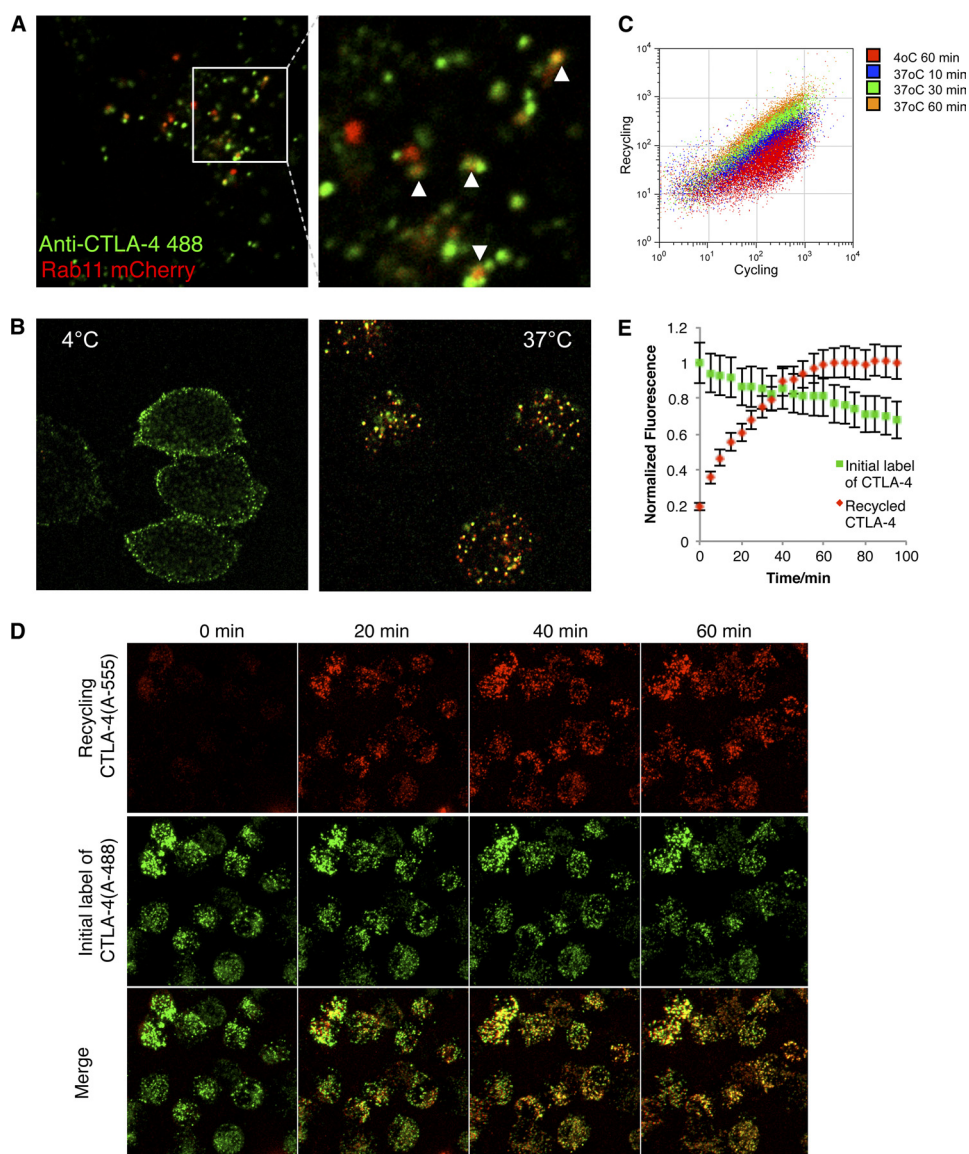 A
Anti-CTLA-4 488
Rab11 mCherry
B
4°C
37°C
C
Recycling
10⁴
10³
10²
10¹
10⁰
10⁰
10¹
10²
10³
10⁴
Cycling
4oC 60 min
37oC 10 min
37oC 30 min
37oC 60 min
E
Normalized Fluorescence
1.2
1
0.8
0.6
0.4
0.2
0
0
20
40
60
80
100
Time/min
Initial label
of CTLA-4
Recycled
CTLA-4
D
0 min
20 min
40 min
60 min
Recycling
CTLA-4(A-555)
Initial label of
CTLA-4(A-488)
Merge